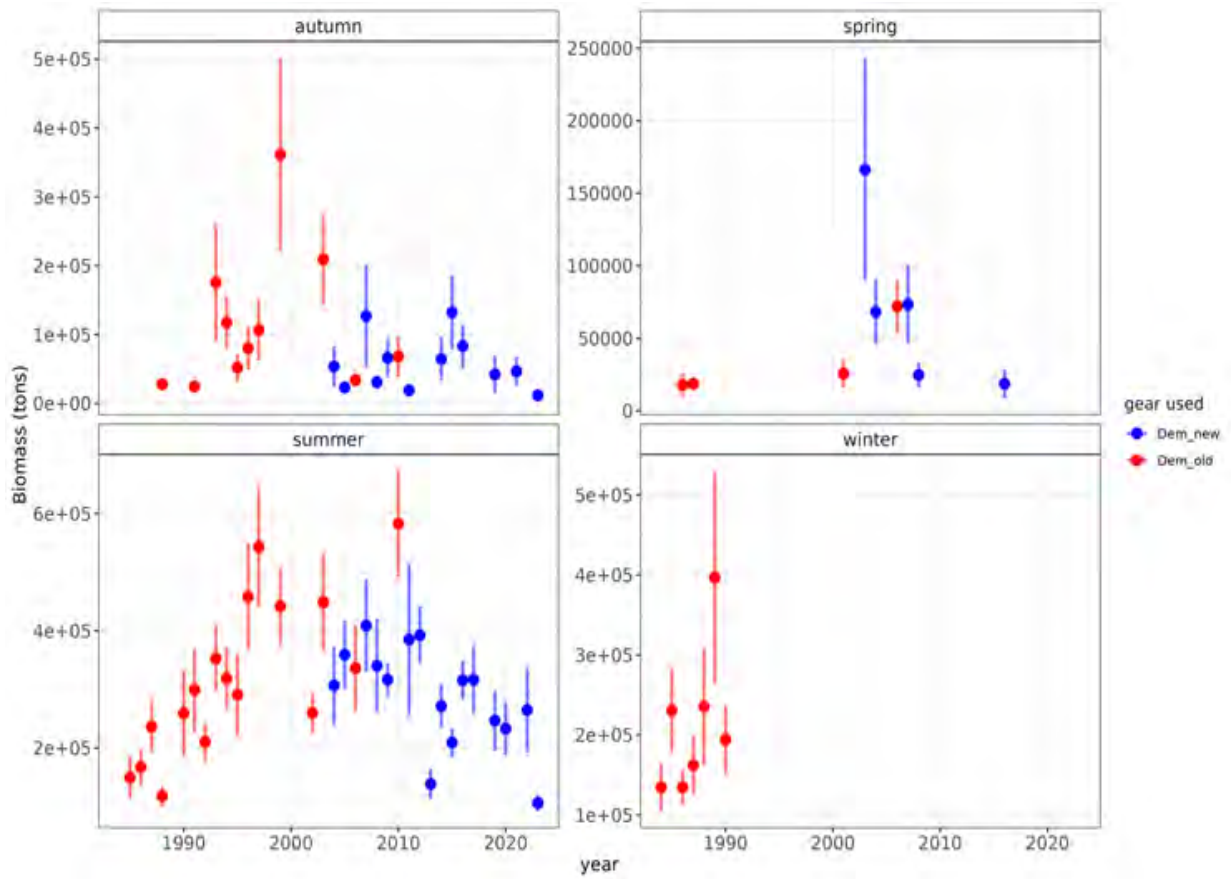 autumn
spring
5e+05
4e+05
3e+05
2e+05
1e+05
0e+00
250000
200000
150000
100000
50000
0
Biomass (tons)
summer
winter
6e+05
4e+05
2e+05
5e+05
4e+05
3e+05
2e+05
1e+05
1990
2000
2010
2020
1990
2000
2010
2020
year
gear used
Dem_new
Dem_old